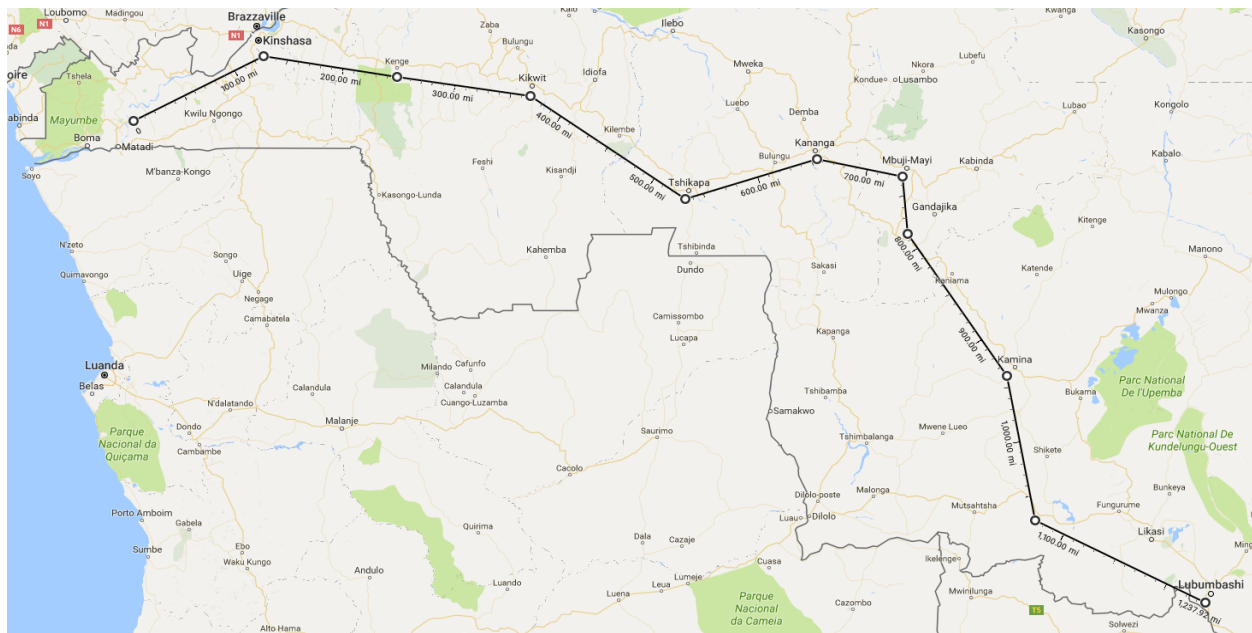 Loubomo
Madingou
Brazzaville
N6
N1
N1
Kinshasa
Zaba
Bulungu
Ilebo
Kwanga
Kasongo
oire
Tshela
Kenge
Idiofa
Mweka
Lubefu
Nkora
Kondue
Lusambo
100.00 mi
200.00 mi
300.00 mi
Kikwit
400.00 mi
abinda
Mayumbe
0
Kwilu Ngongo
Luebo
Demba
Lubao
Kongolo
Boma
Matadi
Kilembe
Kananga
Bulungu
Mbuji-Mayi
Kabinda
Kabalo
Soyo
M'banza-Kongo
Feshi
Kisandji
500.00 mi
Tshikapa
600.00 mi
700.00 mi
Kasongo-Lunda
Gandajika
Kitenge
N'zeto
Songo
Kahemba
Tshibinda
Dundo
800.00 mi
Manono
Quimavongo
Uige
Negage
Sakasi
Kaniama
Katende
Mulongo
Mwanza
Camabatela
Camissombo
Lucapa
Kapanga
900.00 mi
Luanda
Belas
Milando
Cafunfo
Calandula
Calandula
Cuango-Luzamba
Kamina
Parc National
De l'Upemba
Bukama
Tshibamba
N'dalatando
Samakwo
Parque
Nacional da
Quiçama
Dondo
Cambambe
Malanje
Saurimo
Tshimbalanga
Mwene Lueo
1,000.00 mi
Parc National De
Kundelungu-Ouest
Shikete
Cacolo
Dilolo-poste
Malonga
Bunkeya
Porto Amboim
Gabela
Quirima
Luau
Dilolo
Mutsahtsha
Fungurume
Likasi
1,100.00 mi
Sumbe
Ebo
Waku Kungo
Dala
Cazaje
Cuasa
Ikelenge
Ming
Andulo
Luando
Leua
Lumeje
Luena
Parque
Nacional
da Cameia
Cazombo
Mwinilunga
Lubumbashi
1,237.92 mi
T5
Solwezi
Alto Hama